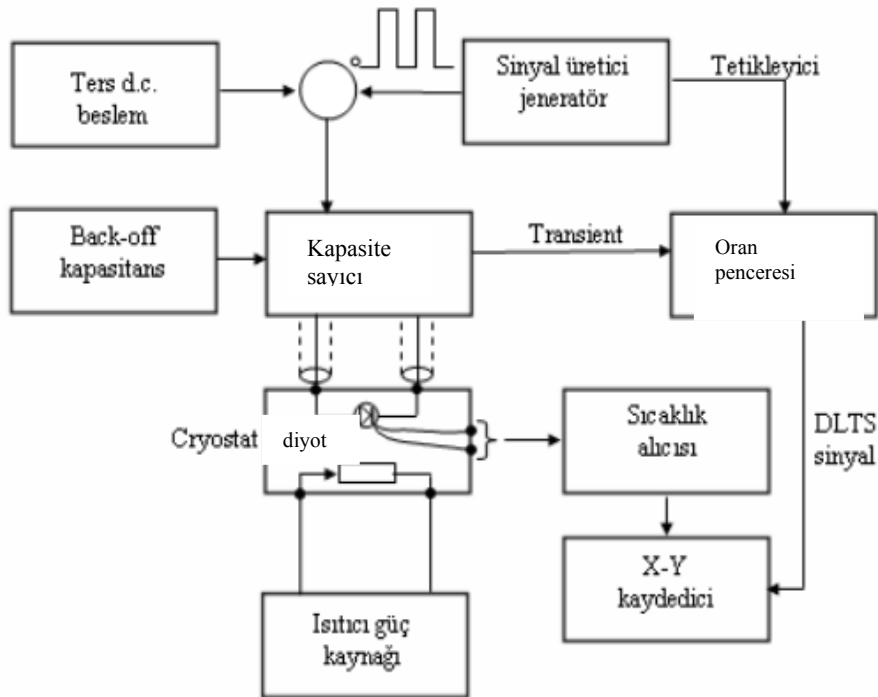 Ters d.c.
beslem
Sinyal üretici
jeneratör
Tetikleyici
Back-off
kapasitans
Kapasite
sayıcı
Transient
Oran
penceresi
Cryostat
diyot
Sıcaklık
alıcısı
DLTS
sinyal
X-Y
kaydedici
Isıtıcı güç
kaynağı